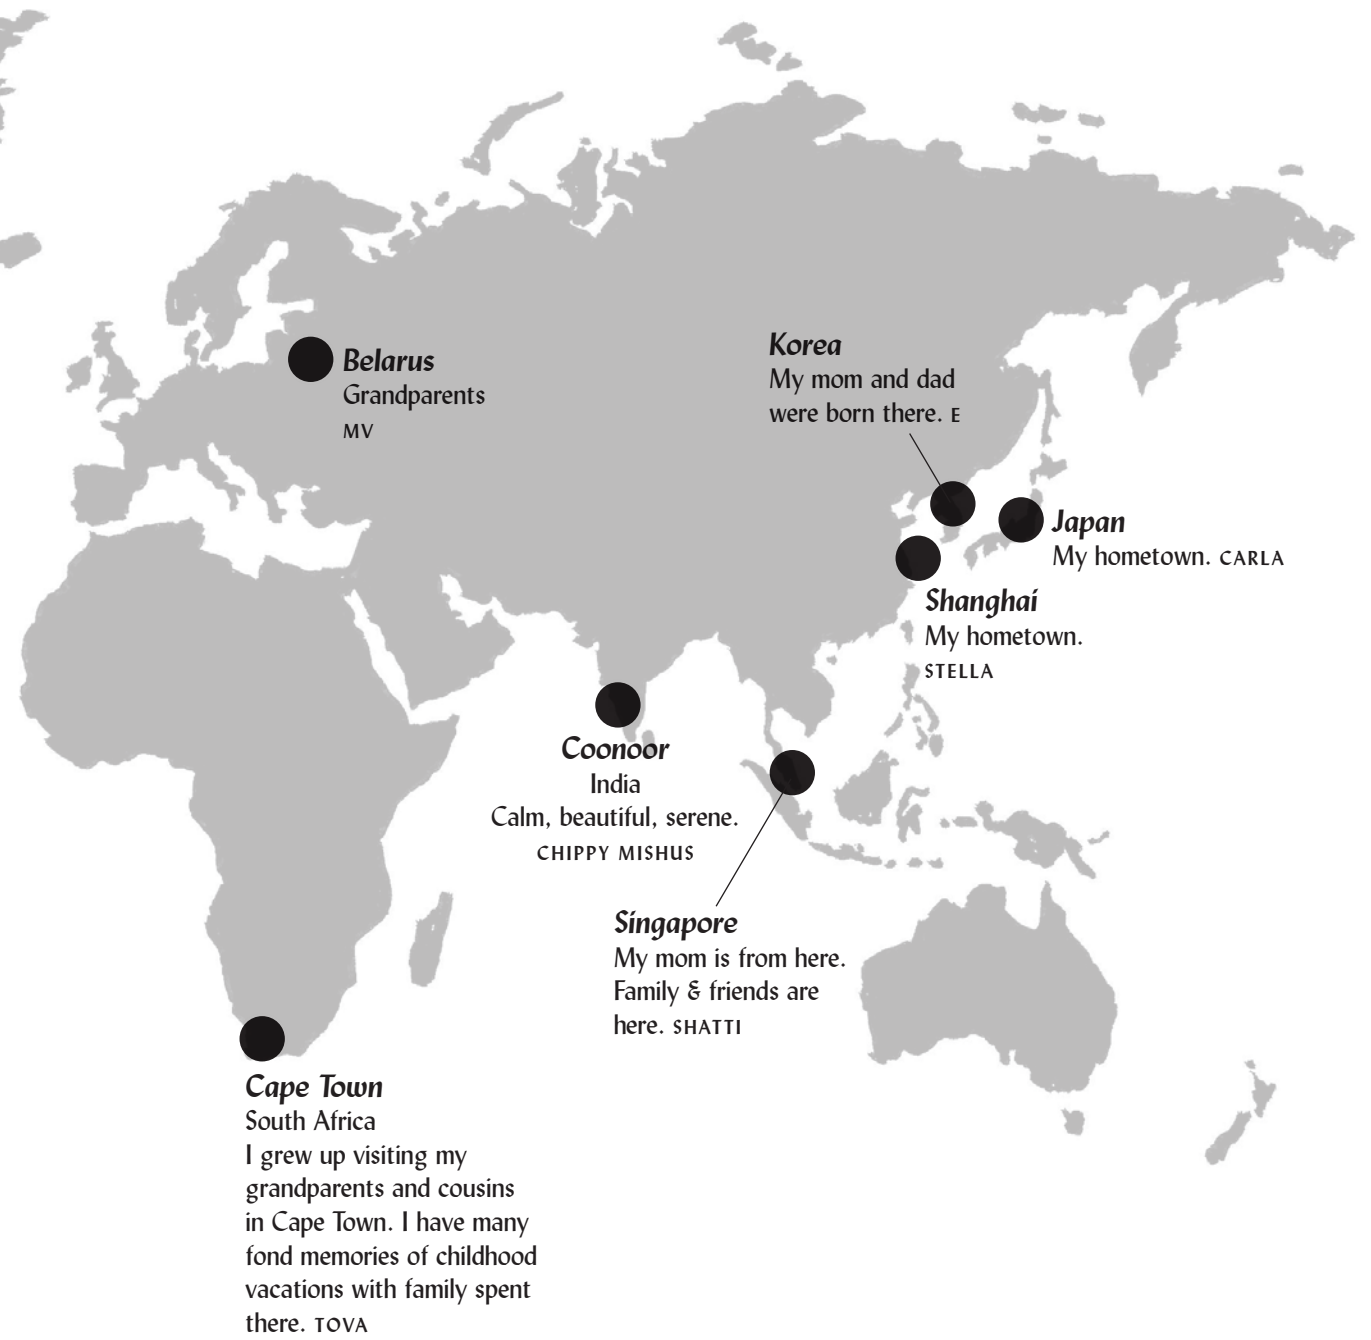 Belarus
Grandparents
MV
Korea
My mom and dad
were born there. E
Japan
My hometown. CARLA
Shanghai
My hometown.
STELLA
Coonoor
India
Calm, beautiful, serene.
CHIPPY MISHUS
Singapore
My mom is from here.
Family & friends are
here. SHATTI
Cape Town
South Africa
I grew up visiting my
grandparents and cousins
in Cape Town. I have many
fond memories of childhood
vacations with family spent
there. TOVA